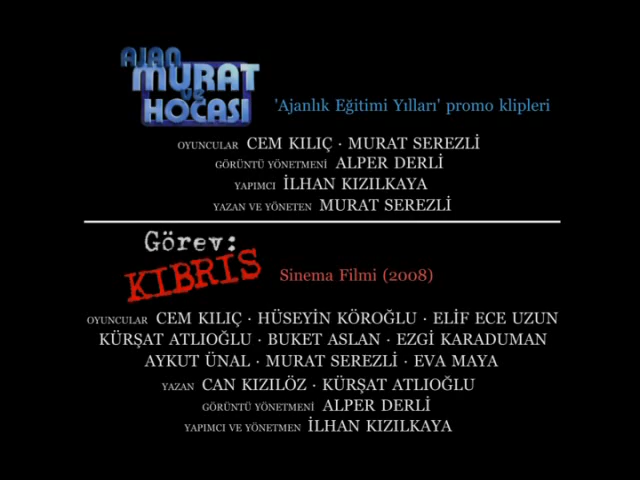 AJAN
MURAT
ve
HOCASI
'Ajanlık Eğitimi Yılları' promo klipleri
OYUNCULAR CEM KILIÇ · MURAT SEREZLİ
GÖRÜNTÜ YÖNETMENİ ALPER DERLİ
YAPIMCI İLHAN KIZILKAYA
YAZAN VE YÖNETEN MURAT SEREZLİ
Görev:
KIBRIS
Sinema Filmi (2008)
OYUNCULAR CEM KILIÇ · HÜSEYİN KÖROĞLU · ELİF ECE UZUN
KÜRŞAT ATLIOĞLU · BUKET ASLAN · EZGİ KARADUMAN
AYKUT ÜNAL · MURAT SEREZLİ · EVA MAYA
YAZAN CAN KIZILÖZ · KÜRŞAT ATLIOĞLU
GÖRÜNTÜ YÖNETMENİ ALPER DERLİ
YAPIMCI VE YÖNETMEN İLHAN KIZILKAYA